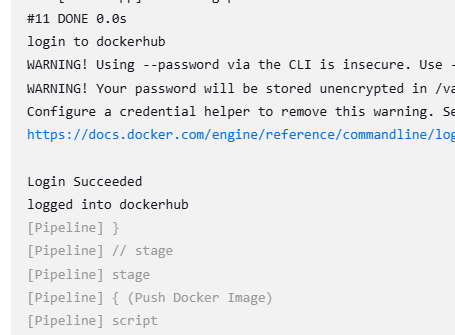 #11 DONE 0.0s
login to dockerhub
WARNING! Using --password via the CLI is insecure. Use -
WARNING! Your password will be stored unencrypted in /va
Configure a credential helper to remove this warning. Se
https://docs.docker.com/engine/reference/commandline/log
Login Succeeded
logged into dockerhub
[Pipeline] }
[Pipeline] // stage
[Pipeline] stage
[Pipeline] { (Push Docker Image)
[Pipeline] script